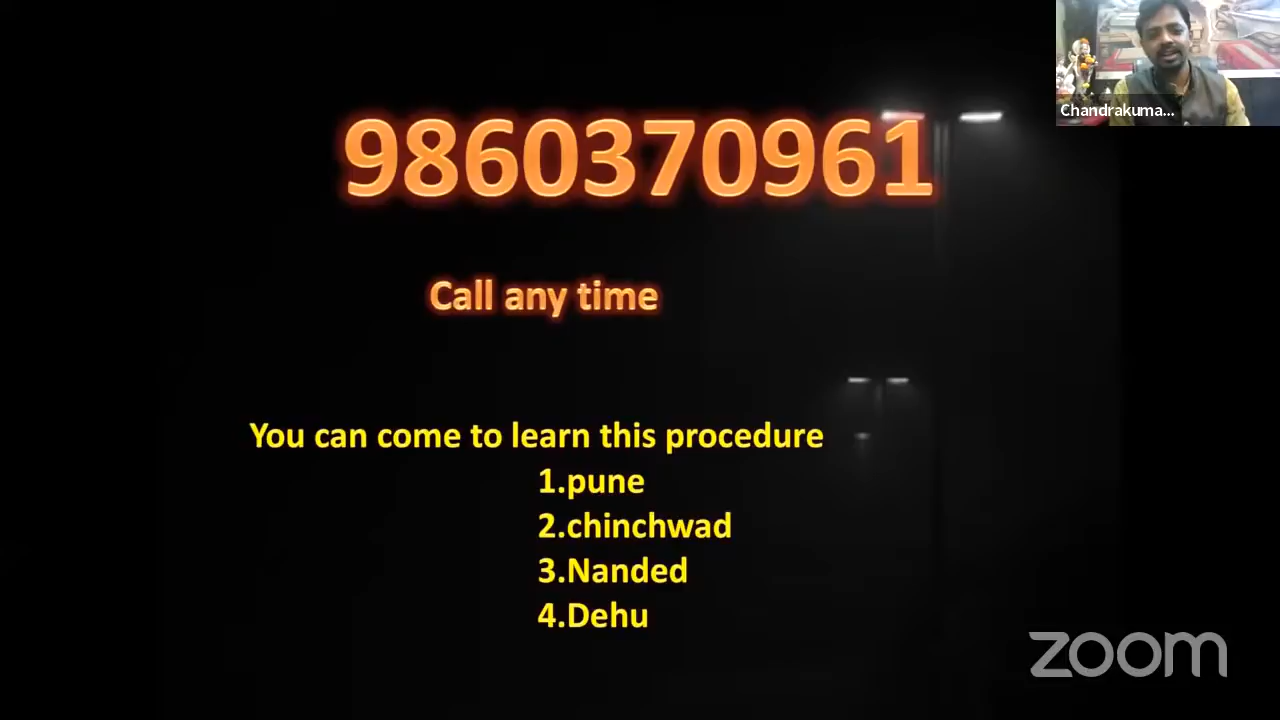 Chandrakuma...
9860370961
Call any time
You can come to learn this procedure
1.pune
2.chinchwad
3.Nanded
4.Dehu
zoom